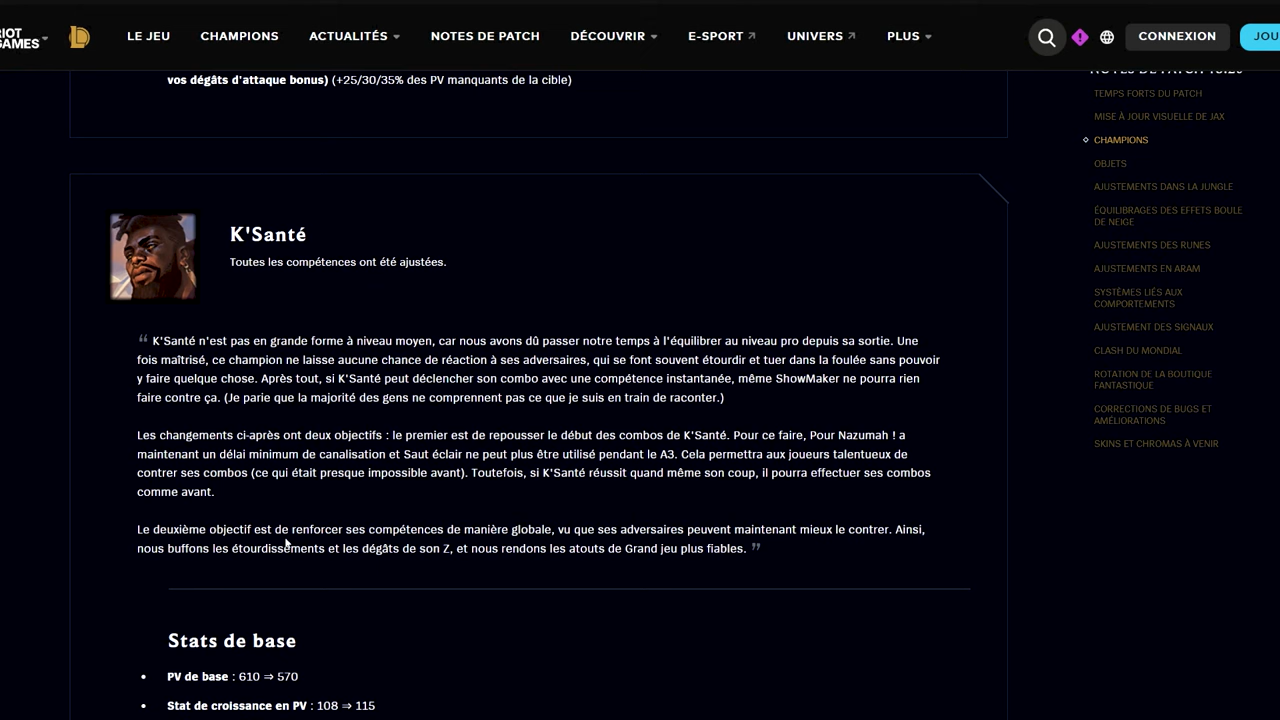 RIOT
GAMES
LE JEU
CHAMPIONS
ACTUALITÉS
NOTES DE PATCH
DÉCOUVRIR
E-SPORT
UNIVERS
PLUS
CONNEXION
JOU
vos dégâts d'attaque bonus) (+25/30/35% des PV manquants de la cible)
K'Santé
Toutes les compétences ont été ajustées.
“ K'Santé n'est pas en grande forme à niveau moyen, car nous avons dû passer notre temps à l'équilibrer au niveau pro depuis sa sortie. Une
fois maîtrisé, ce champion ne laisse aucune chance de réaction à ses adversaires, qui se font souvent étourdir et tuer dans la foulée sans pouvoir
y faire quelque chose. Après tout, si K'Santé peut déclencher son combo avec une compétence instantanée, même ShowMaker ne pourra rien
faire contre ça. (Je parie que la majorité des gens ne comprennent pas ce que je suis en train de raconter.)
Les changements ci-après ont deux objectifs : le premier est de repousser le début des combos de K'Santé. Pour ce faire, Pour Nazumah ! a
maintenant un délai minimum de canalisation et Saut éclair ne peut plus être utilisé pendant le A3. Cela permettra aux joueurs talentueux de
contrer ses combos (ce qui était presque impossible avant). Toutefois, si K'Santé réussit quand même son coup, il pourra effectuer ses combos
comme avant.
Le deuxième objectif est de renforcer ses compétences de manière globale, vu que ses adversaires peuvent maintenant mieux le contrer. Ainsi,
nous buffons les étourdissements et les dégâts de son Z, et nous rendons les atouts de Grand jeu plus fiables. ”
Stats de base
• PV de base : 610 ⇒ 570
• Stat de croissance en PV : 108 ⇒ 115
TEMPS FORTS DU PATCH
MISE À JOUR VISUELLE DE JAX
CHAMPIONS
OBJETS
AJUSTEMENTS DANS LA JUNGLE
ÉQUILIBRAGES DES EFFETS BOULE
DE NEIGE
AJUSTEMENTS DES RUNES
AJUSTEMENTS EN ARAM
SYSTÈMES LIÉS AUX
COMPORTEMENTS
AJUSTEMENT DES SIGNAUX
CLASH DU MONDIAL
ROTATION DE LA BOUTIQUE
FANTASTIQUE
CORRECTIONS DE BUGS ET
AMÉLIORATIONS
SKINS ET CHROMAS À VENIR